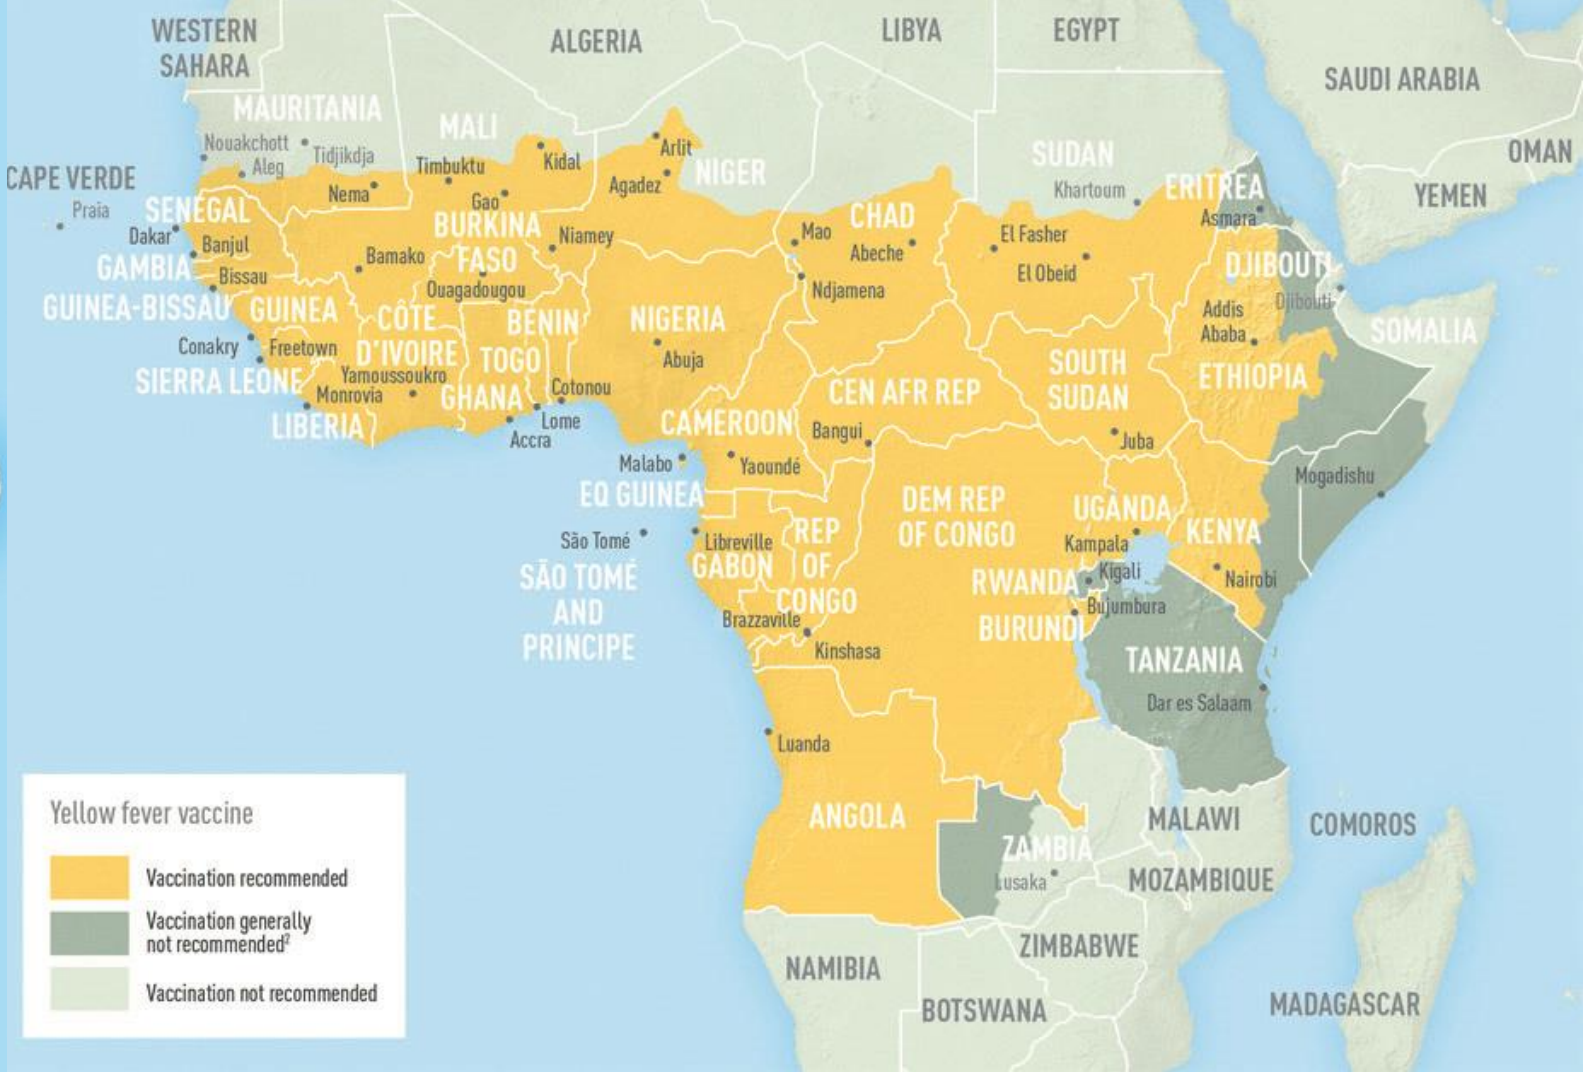 WESTERN
SAHARA
ALGERIA
LIBYA
EGYPT
SAUDI ARABIA
MAURITANIA
MALI
Nouakchott
Tidjikdja
Aleg
Timbuktu
Kidal
Arlit
NIGER
SUDAN
OMAN
CAPE VERDE
Praia
Nema
Gao
Agadez
Khartoum
ERITREA
Asmara
YEMEN
SENEGAL
Dakar
Banjul
BURKINA
FASO
Niamey
CHAD
Mao
Abeche
El Fasher
El Obeid
GAMBIA
Bissau
Bamako
Ouagadougou
Ndjamena
DJIBOUTI
Djibouti
GUINEA-BISSAU
GUINEA
CÔTE
D'IVOIRE
BENIN
NIGERIA
Addis
Ababa
SOMALIA
Conakry
Freetown
TOGO
Abuja
SOUTH
SUDAN
ETHIOPIA
SIERRA LEONE
Yamoussoukro
Monrovia
GHANA
Cotonou
CEN AFR REP
LIBERIA
Lome
Accra
CAMEROON
Bangui
Juba
Malabo
Yaoundé
Mogadishu
EQ GUINEA
DEM REP
OF CONGO
UGANDA
KENYA
São Tomé
Libreville
REP
OF
CONGO
Kampala
GABON
SÃO TOMÉ
AND
PRINCIPE
RWANDA
Kigali
Nairobi
Brazzaville
Bujumbura
BURUNDI
Kinshasa
TANZANIA
Dar es Salaam
Luanda
ANGOLA
ZAMBIA
Lusaka
MALAWI
COMOROS
MOZAMBIQUE
NAMIBIA
ZIMBABWE
BOTSWANA
MADAGASCAR
Yellow fever vaccine
Vaccination recommended
Vaccination generally
not recommended²
Vaccination not recommended